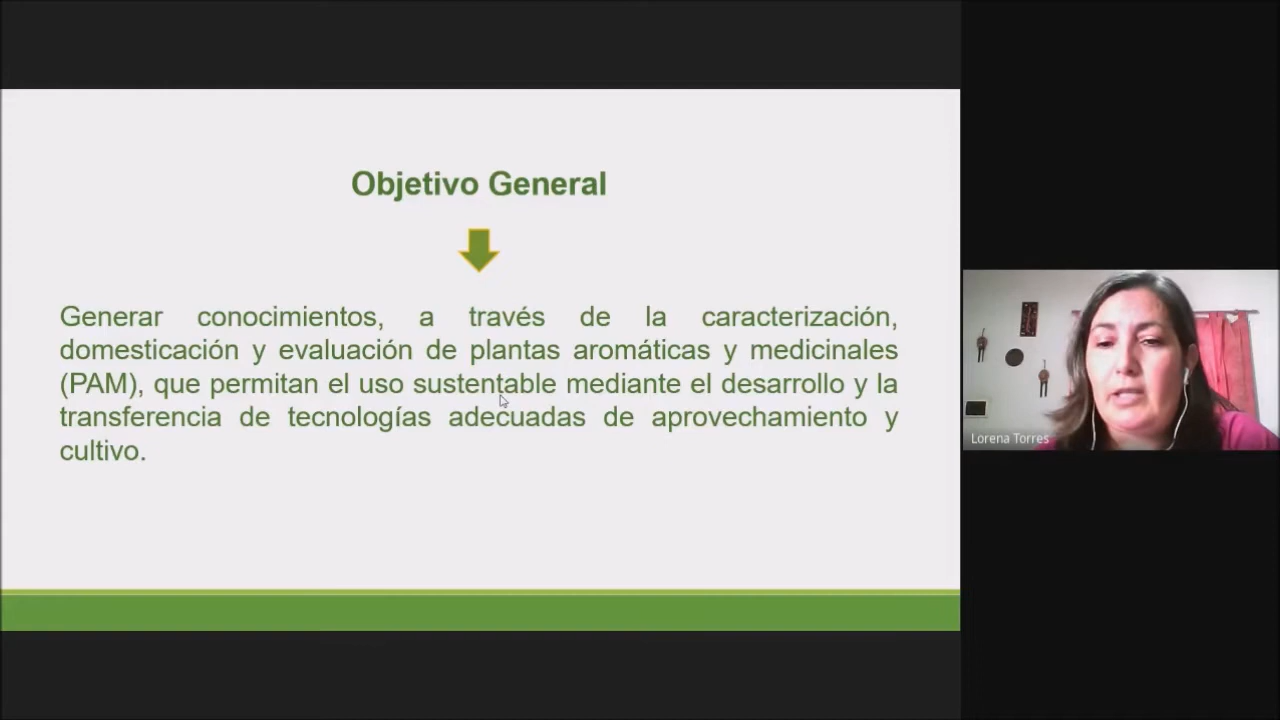 Objetivo General
Generar conocimientos, a través de la caracterización,
domesticación y evaluación de plantas aromáticas y medicinales
(PAM), que permitan el uso sustentable mediante el desarrollo y la
transferencia de tecnologías adecuadas de aprovechamiento y
cultivo.
Lorena Torres